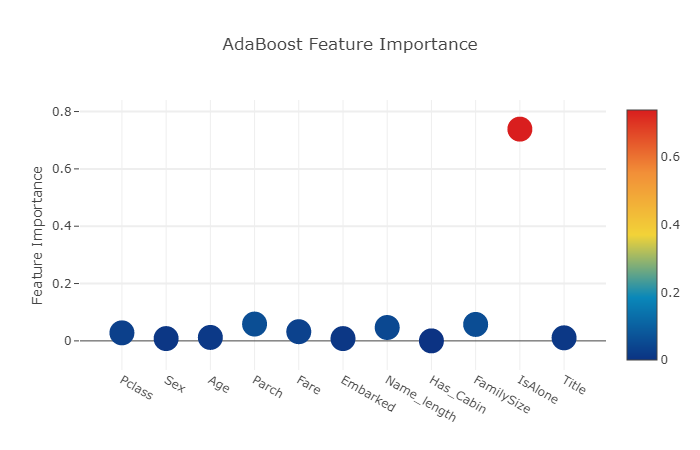 AdaBoost Feature Importance
Feature Importance
0.8
0.6
0.4
0.2
0
Pclass
Sex
Age
Parch
Fare
Embarked
Name_length
Has_Cabin
FamilySize
IsAlone
Title
0.6
0.4
0.2
0